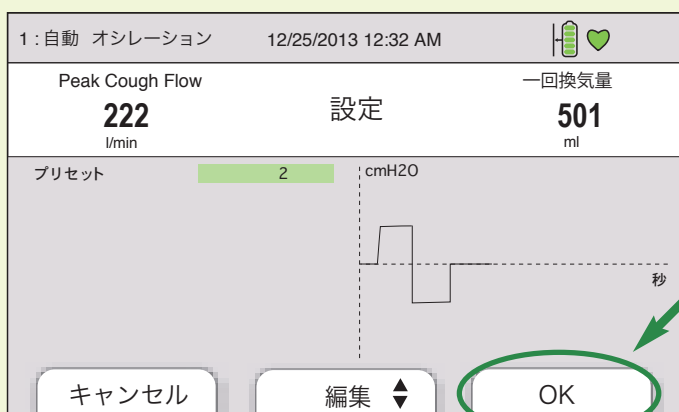 1 : 自動 オシレーション 12/25/2013 12:32 AM
Peak Cough Flow
222
l/min
設定
一回換気量
501
ml
プリセット 2
cmH2O
秒
キャンセル 編集 OK